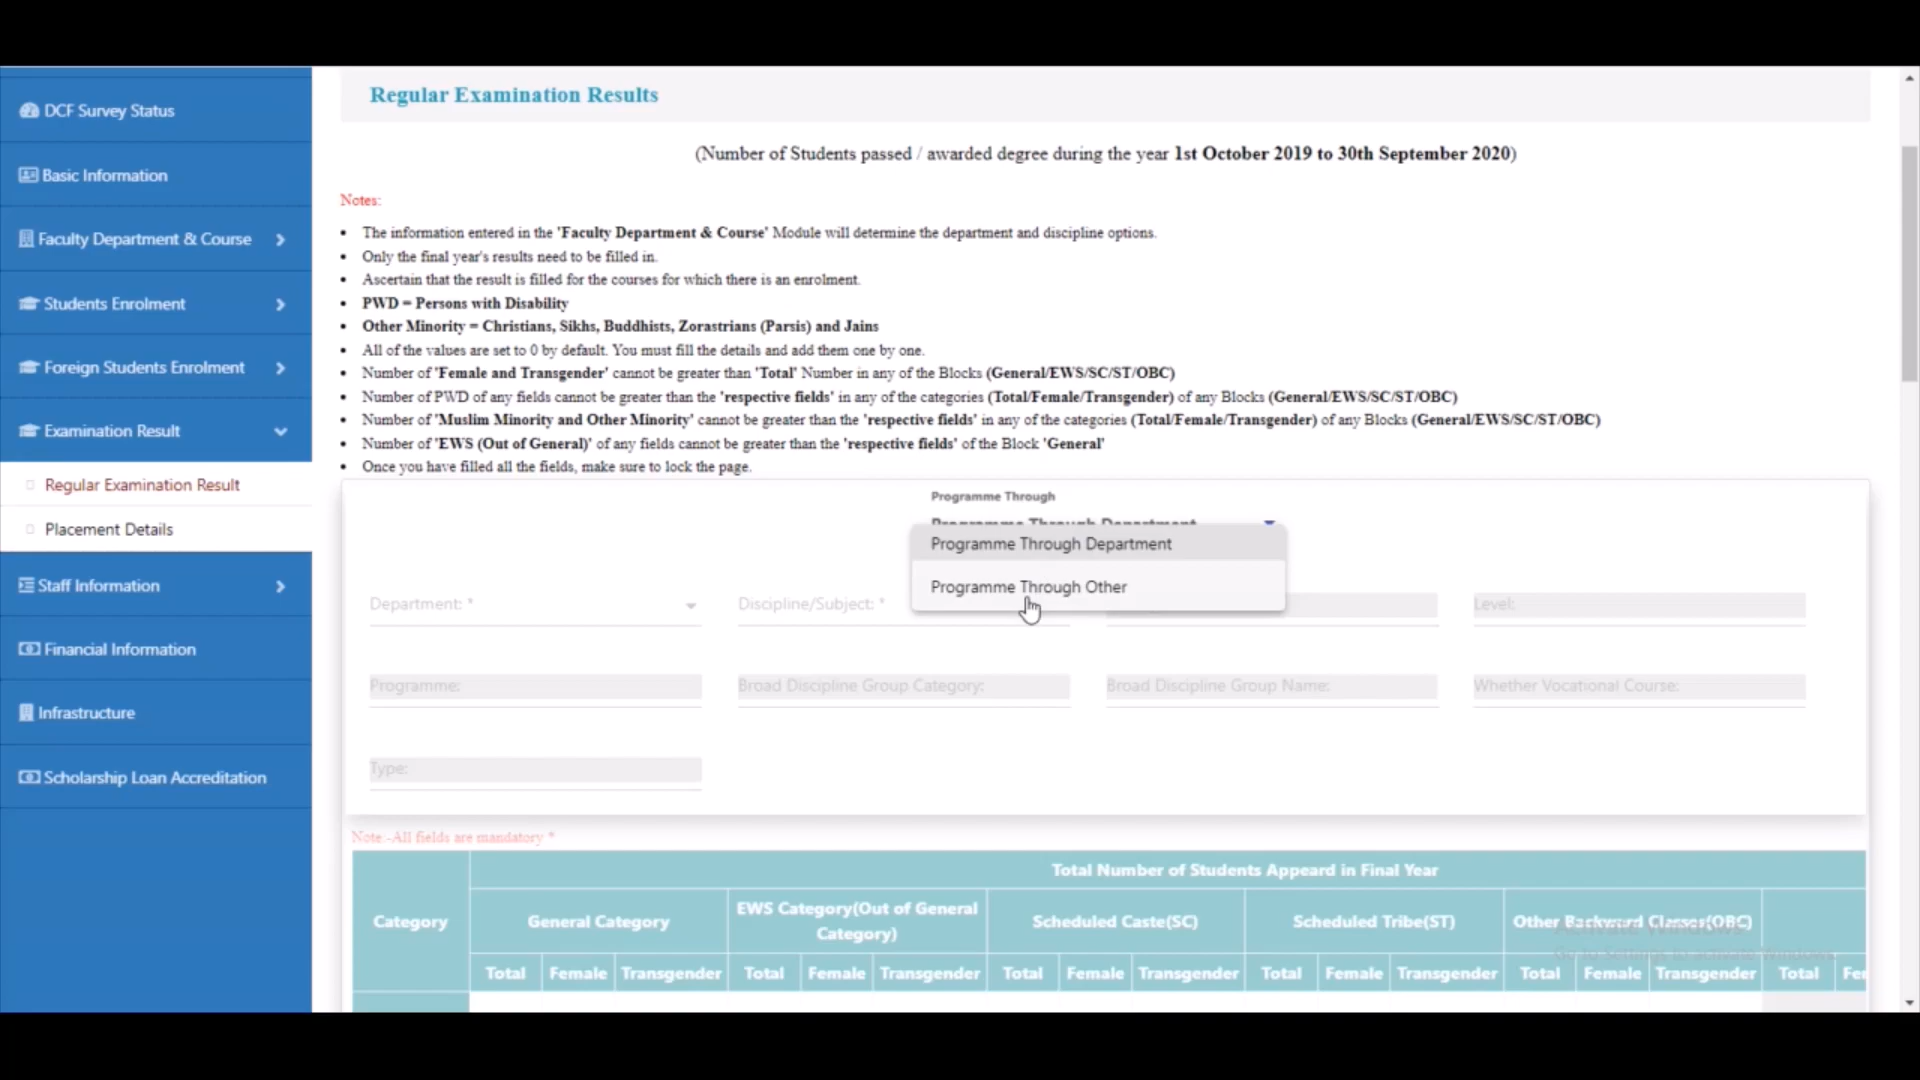 DCF Survey Status
Basic Information
Faculty Department & Course
Students Enrolment
Foreign Students Enrolment
Examination Result
Regular Examination Result
Placement Details
Staff Information
Financial Information
Infrastructure
Scholarship Loan Accreditation
Regular Examination Results
(Number of Students passed / awarded degree during the year 1st October 2019 to 30th September 2020)
Notes:
• The information entered in the 'Faculty Department & Course' Module will determine the department and discipline options.
• Only the final year's results need to be filled in.
• Ascertain that the result is filled for the courses for which there is an enrolment.
• PWD = Persons with Disability
• Other Minority = Christians, Sikhs, Buddhists, Zorastrians (Parsis) and Jains
• All of the values are set to 0 by default. You must fill the details and add them one by one.
• Number of 'Female and Transgender' cannot be greater than 'Total' Number in any of the Blocks (General/EWS/SC/ST/OBC)
• Number of PWD of any fields cannot be greater than the 'respective fields' in any of the categories (Total/Female/Transgender) of any Blocks (General/EWS/SC/ST/OBC)
• Number of 'Muslim Minority and Other Minority' cannot be greater than the 'respective fields' in any of the categories (Total/Female/Transgender) of any Blocks (General/EWS/SC/ST/OBC)
• Number of 'EWS (Out of General)' of any fields cannot be greater than the 'respective fields' of the Block 'General'
• Once you have filled all the fields, make sure to lock the page.
Programme Through
Programme Through Department
Programme Through Department
Programme Through Other
Department: * Discipline/Subject: * Level:
Programme: Broad Discipline Group Category: Broad Discipline Group Name: Whether Vocational Course:
Type:
Note:-All fields are mandatory *
Total Number of Students Appeard in Final Year
Category General Category EWS Category(Out of General Category) Scheduled Caste(SC) Scheduled Tribe(ST) Other Backward Classes(OBC)
Total Female Transgender Total Female Transgender Total Female Transgender Total Female Transgender Total Female Transgender Total Fe
Activate Windows
Go to Settings to activate Windows.